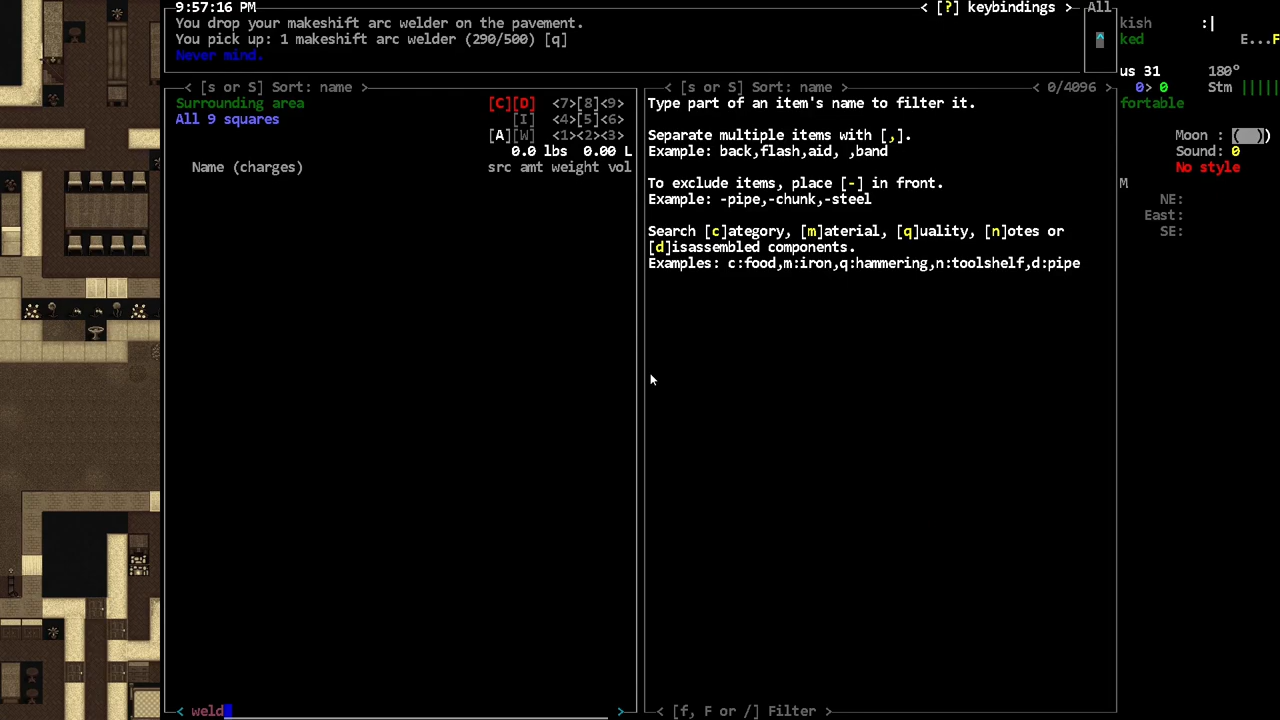 9:57:16 PM < [?] keybindings > All
You drop your makeshift arc welder on the pavement.
You pick up: 1 makeshift arc welder (290/500) [q]
Never mind.
kish :|
ked E...F
us 31 180°
0> 0 Stm |||||
fortable
Moon : ( )
Sound: 0
No style
M
NE:
East:
SE:
< [s or S] Sort: name >
Surrounding area [C][D] <7>[8]<9>
All 9 squares [I] <4>[5]<6>
[A][W] <1><2><3>
0.0 lbs 0.00 L
Name (charges) src amt weight vol
< weld >
< [s or S] Sort: name > < 0/4096 >
Type part of an item's name to filter it.
Separate multiple items with [,].
Example: back,flash,aid, ,band
To exclude items, place [-] in front.
Example: -pipe,-chunk,-steel
Search [c]ategory, [m]aterial, [q]uality, [n]otes or
[d]isassembled components.
Examples: c:food,m:iron,q:hammering,n:toolshelf,d:pipe
< [f, F or /] Filter >